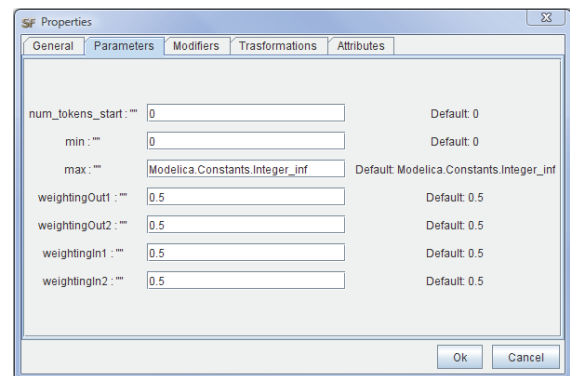 SF Properties
General Parameters Modifiers Trasformations Attributes
num_tokens_start : "" 0 Default: 0
min : "" 0 Default: 0
max : "" Modelica.Constants.Integer_inf Default: Modelica.Constants.Integer_inf
weightingOut1 : "" 0.5 Default: 0.5
weightingOut2 : "" 0.5 Default: 0.5
weightingIn1 : "" 0.5 Default: 0.5
weightingIn2 : "" 0.5 Default: 0.5
Ok Cancel